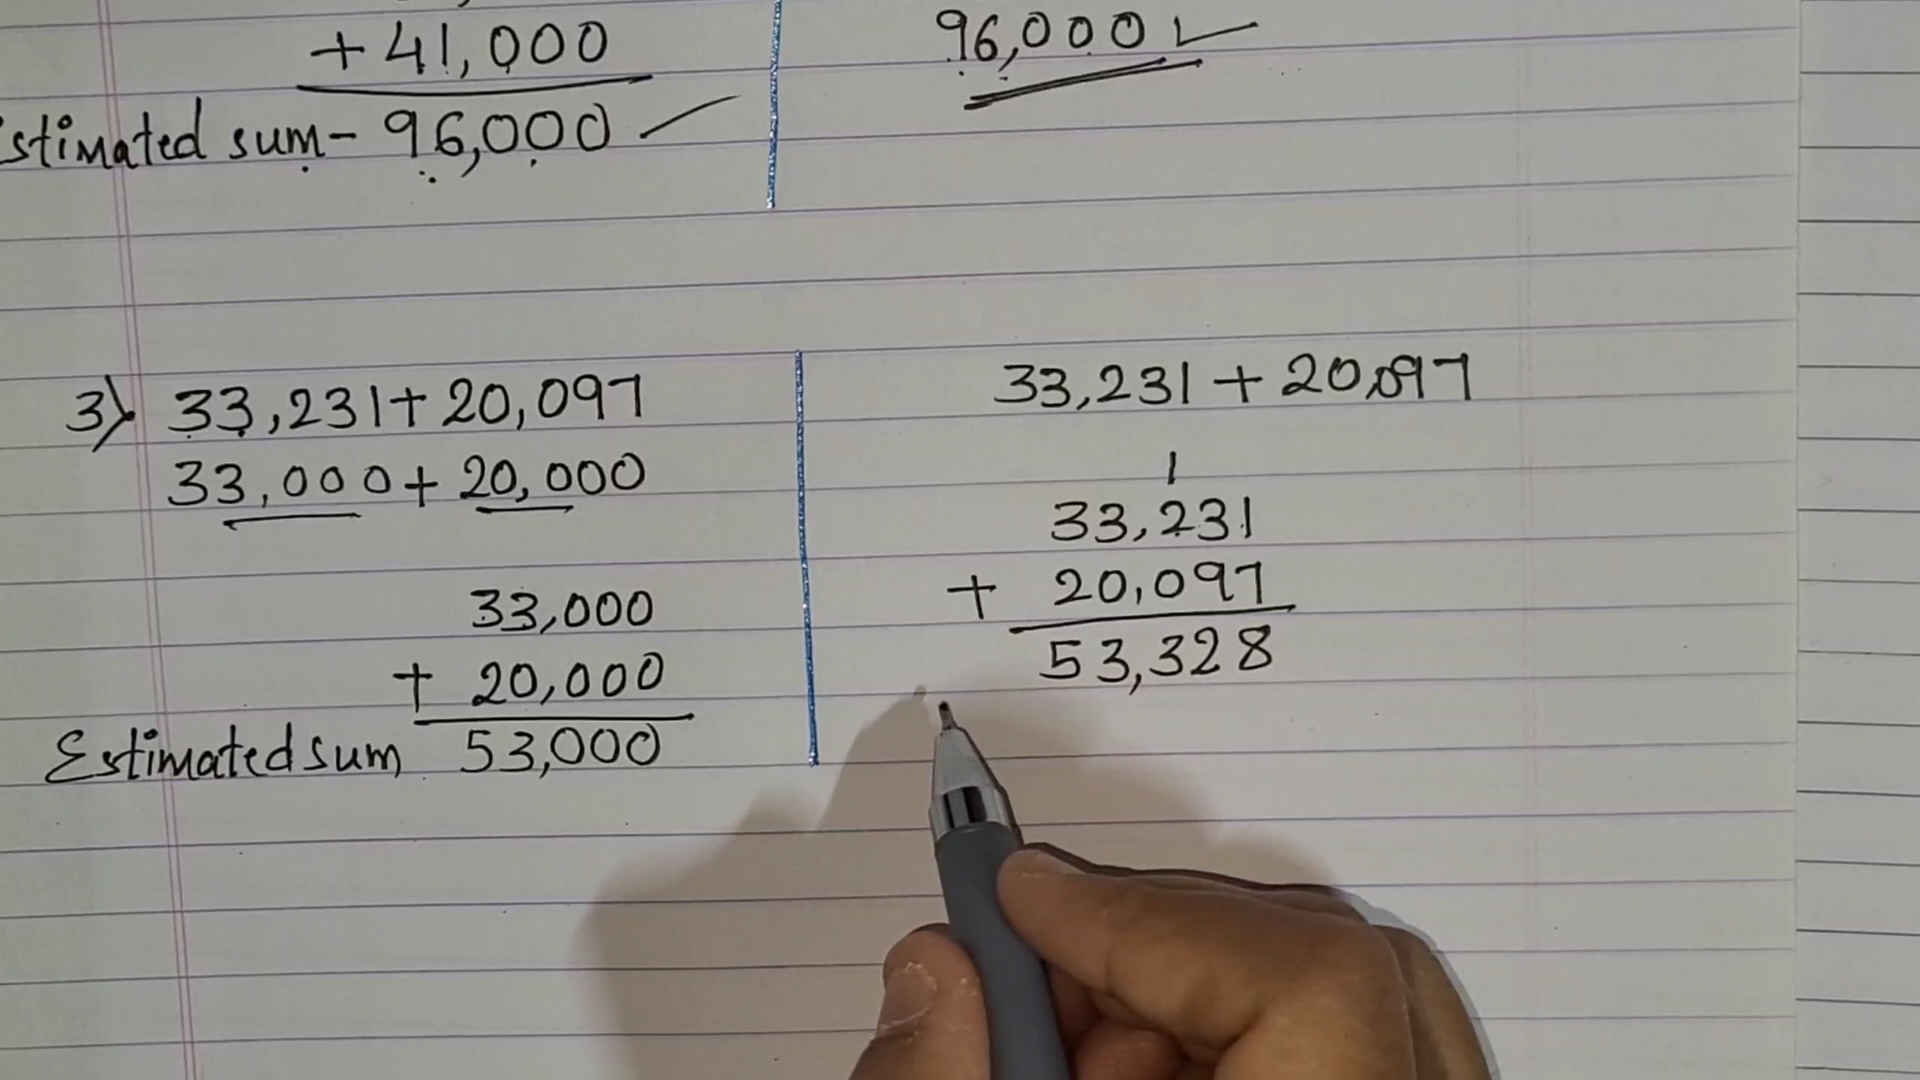 + 41,000
Estimated sum - 96,000 ✓
96,000 ✓
3) 33,231 + 20,097
33,000 + 20,000
33,000
+ 20,000
Estimated sum 53,000
33,231 + 20,097
1
33,231
+ 20,097
53,328